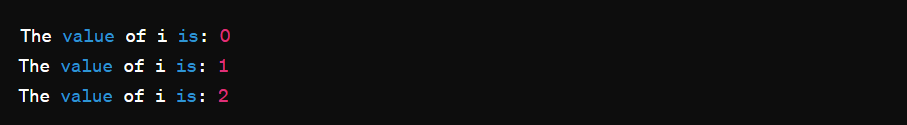 The value of i is: 0
The value of i is: 1
The value of i is: 2